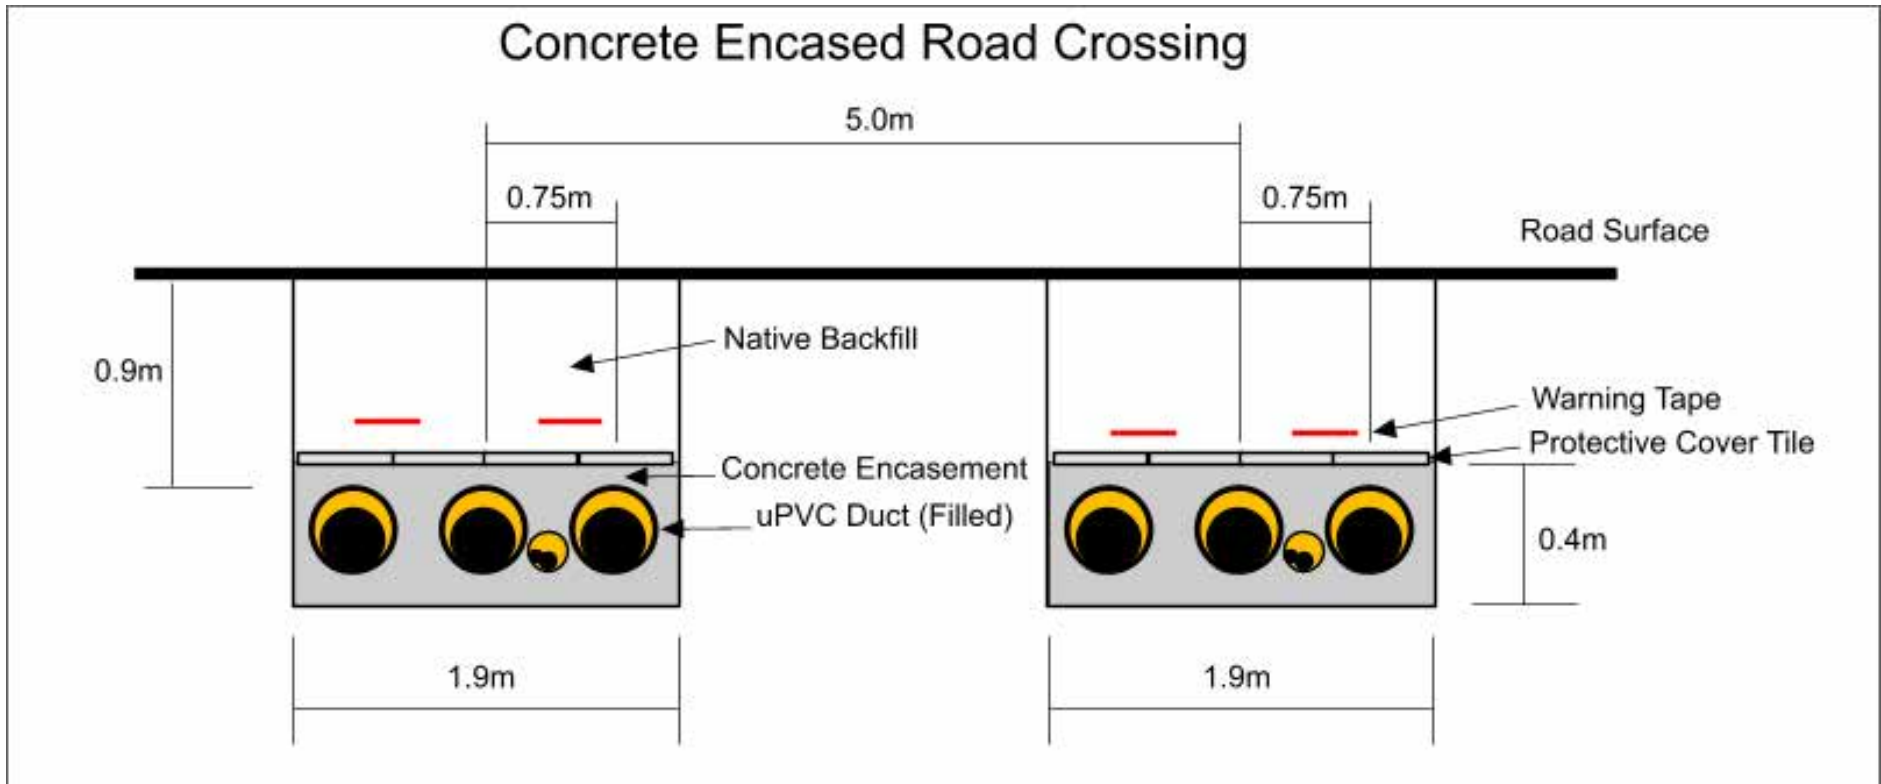 Concrete Encased Road Crossing
5.0m
0.75m
0.75m
Road Surface
Native Backfill
0.9m
Warning Tape
Protective Cover Tile
Concrete Encasement
uPVC Duct (Filled)
0.4m
1.9m
1.9m